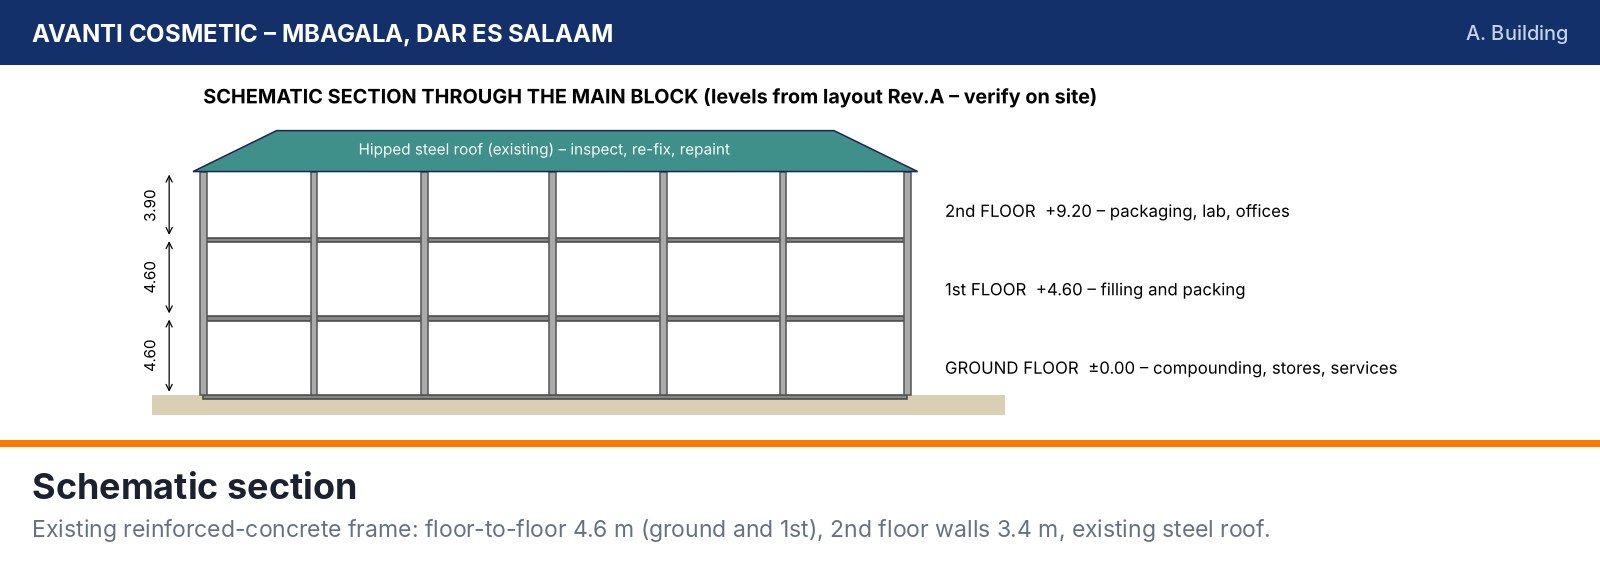 AVANTI COSMETIC – MBAGALA, DAR ES SALAAM
A. Building
SCHEMATIC SECTION THROUGH THE MAIN BLOCK (levels from layout Rev.A – verify on site)
Hipped steel roof (existing) – inspect, re-fix, repaint
3.90
2nd FLOOR +9.20 – packaging, lab, offices
4.60
1st FLOOR +4.60 – filling and packing
4.60
GROUND FLOOR ±0.00 – compounding, stores, services
Schematic section
Existing reinforced-concrete frame: floor-to-floor 4.6 m (ground and 1st), 2nd floor walls 3.4 m, existing steel roof.